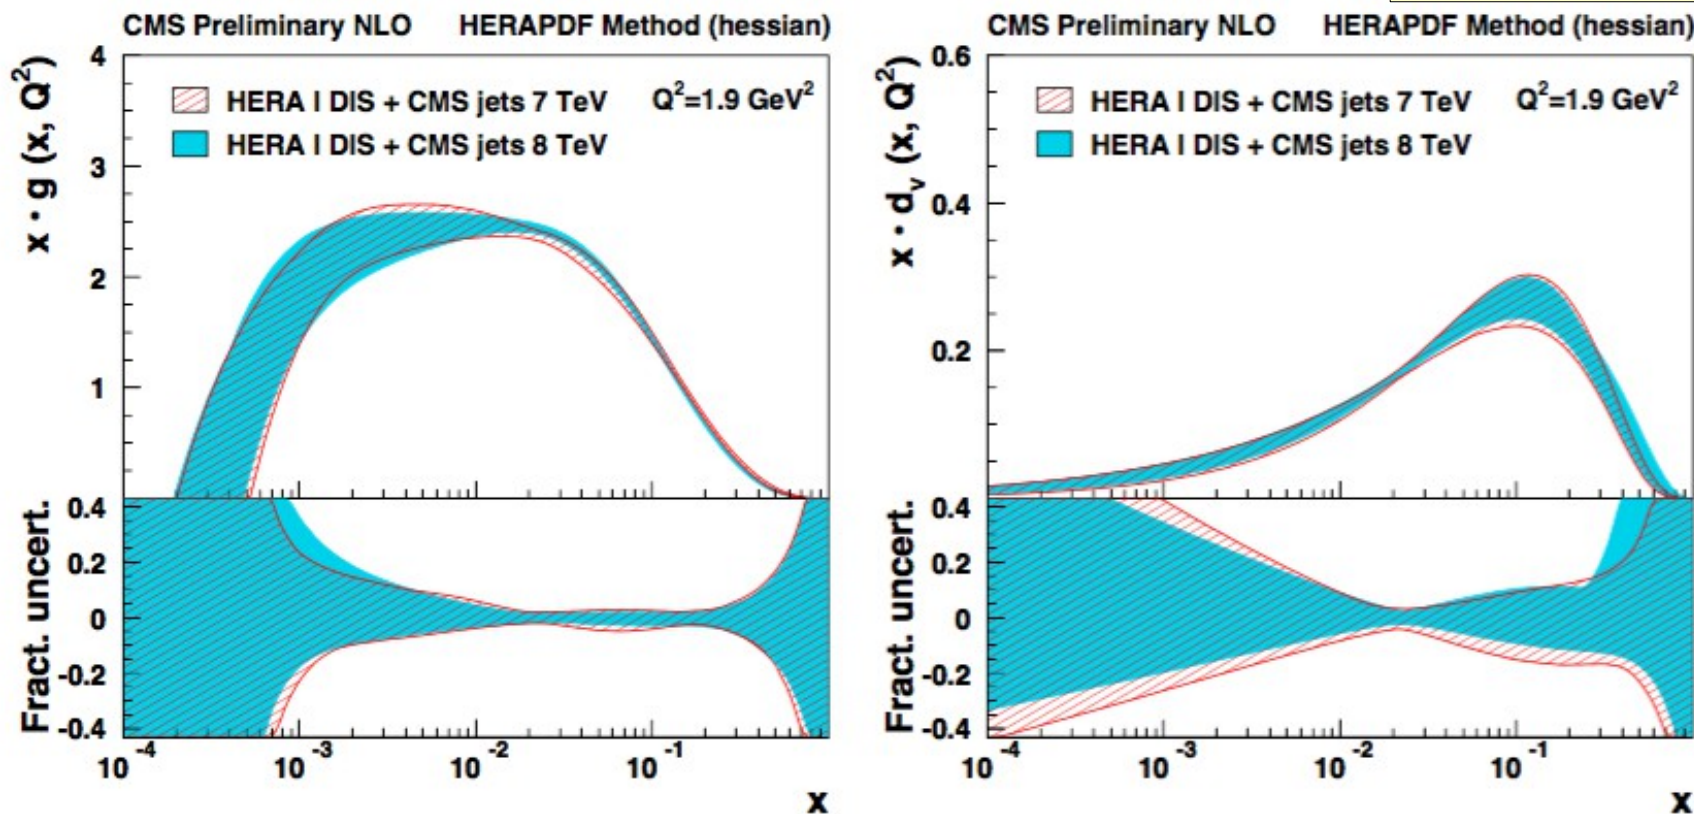 CMS Preliminary NLO HERAPDF Method (hessian)
x · g (x, Q²)
4
3
2
1
HERA I DIS + CMS jets 7 TeV
Q²=1.9 GeV²
HERA I DIS + CMS jets 8 TeV
Fract. uncert.
0.4
0.2
0
-0.2
-0.4
10⁻⁴ 10⁻³ 10⁻² 10⁻¹
x
CMS Preliminary NLO HERAPDF Method (hessian)
x · dᵥ (x, Q²)
0.6
0.4
0.2
HERA I DIS + CMS jets 7 TeV
Q²=1.9 GeV²
HERA I DIS + CMS jets 8 TeV
Fract. uncert.
0.4
0.2
0
-0.2
-0.4
10⁻⁴ 10⁻³ 10⁻² 10⁻¹
x